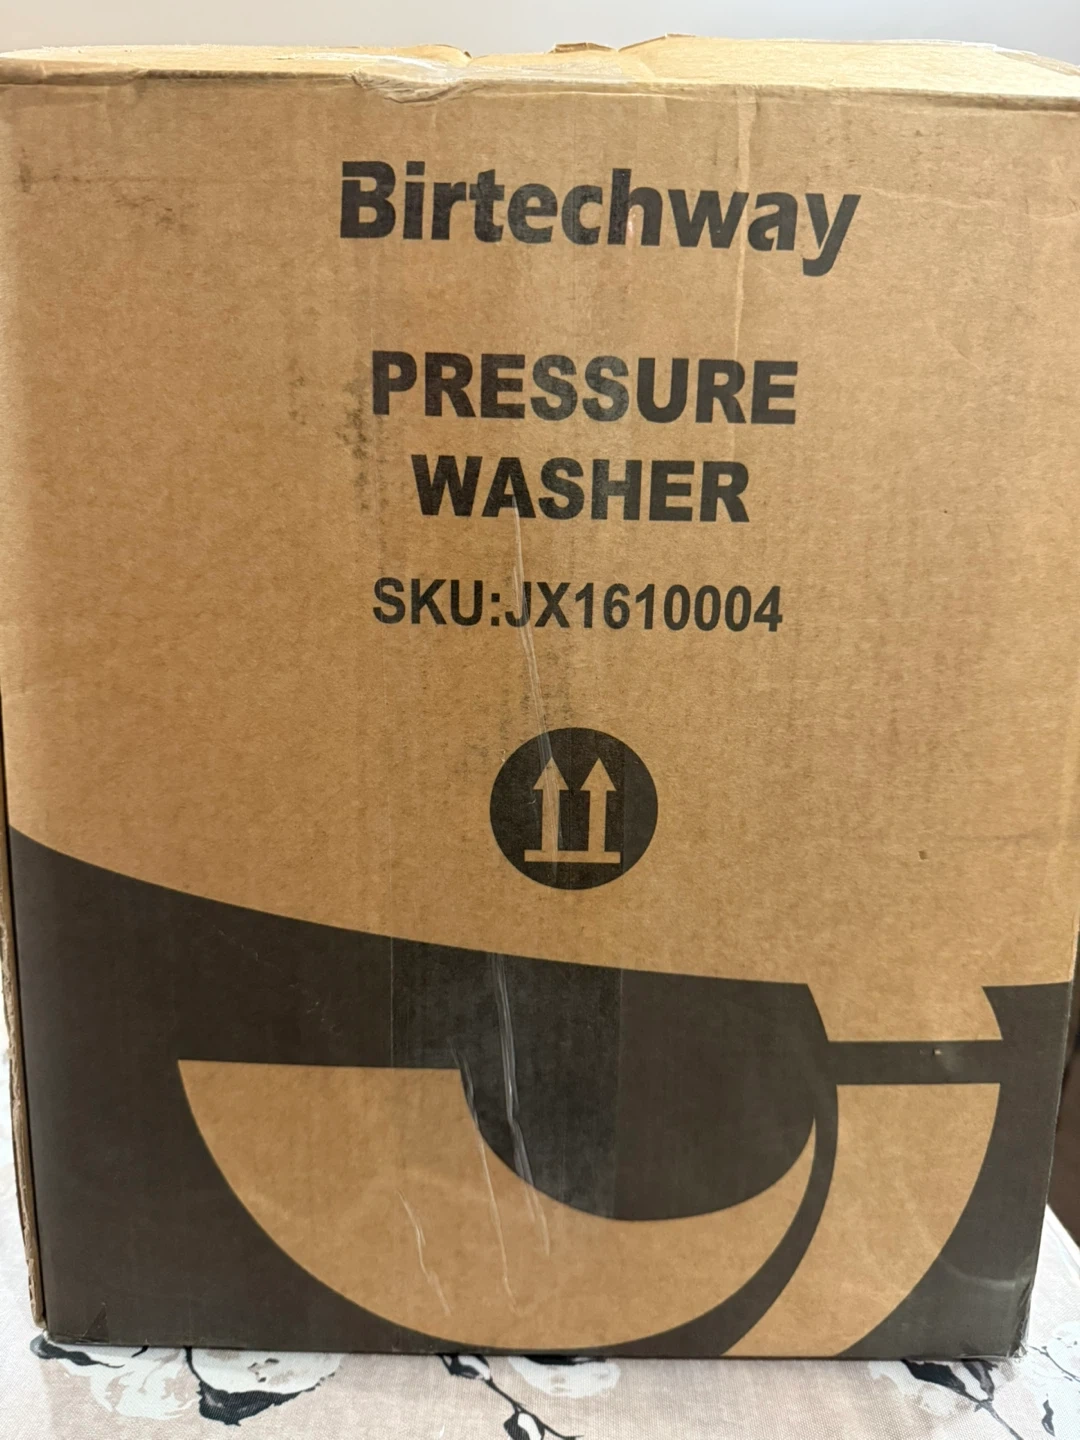 Birtechway
PRESSURE
WASHER
SKU:JX1610004